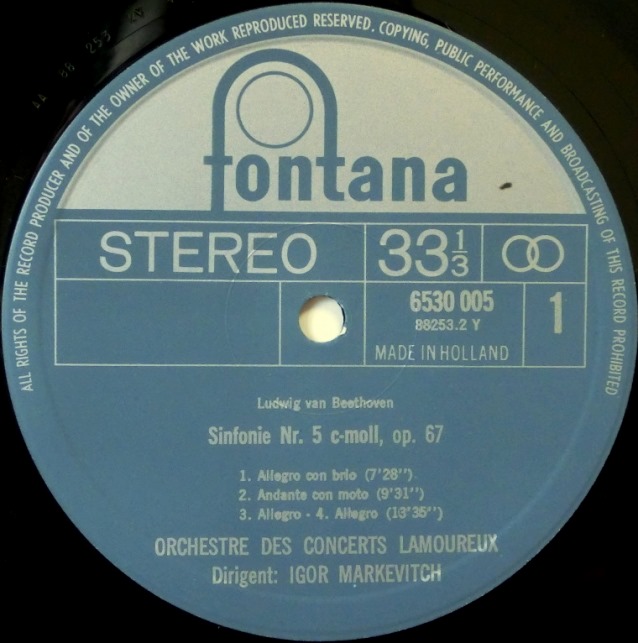 ALL RIGHTS OF THE RECORD PRODUCER AND OF THE OWNER OF THE WORK REPRODUCED RESERVED. COPYING, PUBLIC PERFORMANCE AND BROADCASTING OF THIS RECORD PROHIBITED
fontana
STEREO 33⅓
6530 005 1
88253.2 Y
MADE IN HOLLAND
Ludwig van Beethoven
Sinfonie Nr. 5 c-moll, op. 67
1. Allegro con brio (7'28'')
2. Andante con moto (9'31'')
3. Allegro - 4. Allegro (13'35'')
ORCHESTRE DES CONCERTS LAMOUREUX
Dirigent: IGOR MARKEVITCH